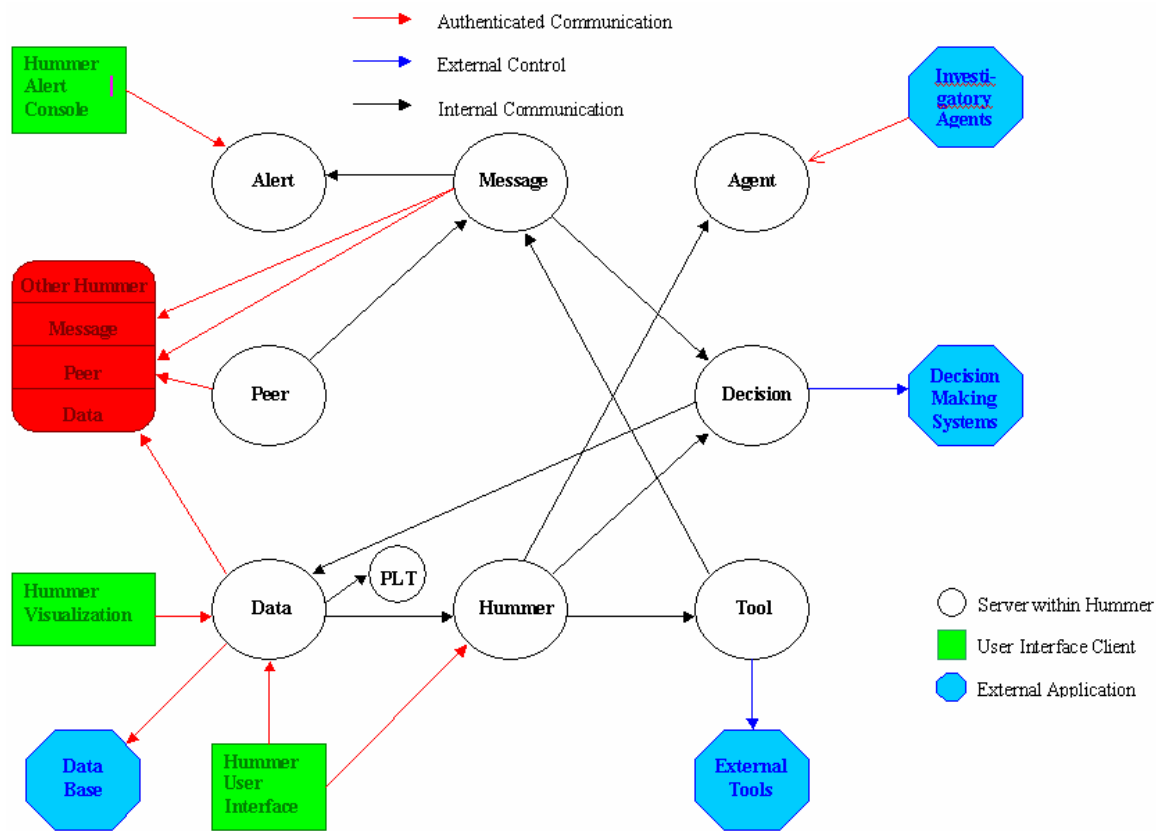 Authenticated Communication
External Control
Internal Communication
Hummer
Alert
Console
Investi-
gatory
Agents
Alert
Message
Agent
Other Hummer
Message
Peer
Data
Peer
Decision
Decision
Making
Systems
Hummer
Visualization
Data
PLT
Hummer
Tool
Server within Hummer
User Interface Client
External Application
Data
Base
Hummer
User
Interface
External
Tools